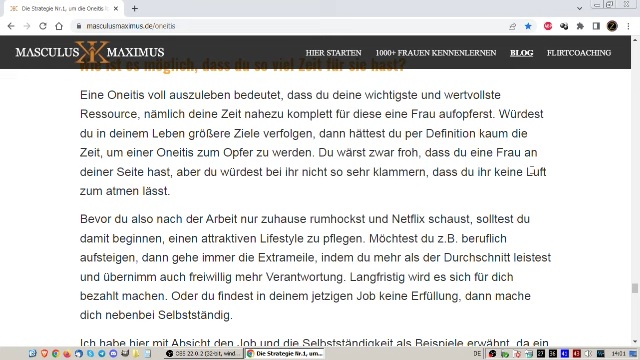 Die Strategie Nr.1, um die Oneitis l
masculusmaximus.de/oneitis
MASCULUS MAXIMUS HIER STARTEN 1000+ FRAUEN KENNENLERNEN BLOG FLIRTCOACHING
Wie ist es möglich, dass du so viel Zeit für sie hast?
Eine Oneitis voll auszuleben bedeutet, dass du deine wichtigste und wertvollste
Ressource, nämlich deine Zeit nahezu komplett für diese eine Frau aufopferst. Würdest
du in deinem Leben größere Ziele verfolgen, dann hättest du per Definition kaum die
Zeit, um einer Oneitis zum Opfer zu werden. Du wärst zwar froh, dass du eine Frau an
deiner Seite hast, aber du würdest bei ihr nicht so sehr klammern, dass du ihr keine Luft
zum atmen lässt.
Bevor du also nach der Arbeit nur zuhause rumhockst und Netflix schaust, solltest du
damit beginnen, einen attraktiven Lifestyle zu pflegen. Möchtest du z.B. beruflich
aufsteigen, dann gehe immer die Extrameile, indem du mehr als der Durchschnitt leistest
und übernimm auch freiwillig mehr Verantwortung. Langfristig wird es sich für dich
bezahlt machen. Oder du findest in deinem jetzigen Job keine Erfüllung, dann mache
dich nebenbei Selbstständig.
Ich habe hier mit Absicht den Job und die Selbstständigkeit als Beispiele erwähnt, da ein
OBS 22.0.2 (32-bit, wind... Die Strategie Nr.1, um... DE 14:01